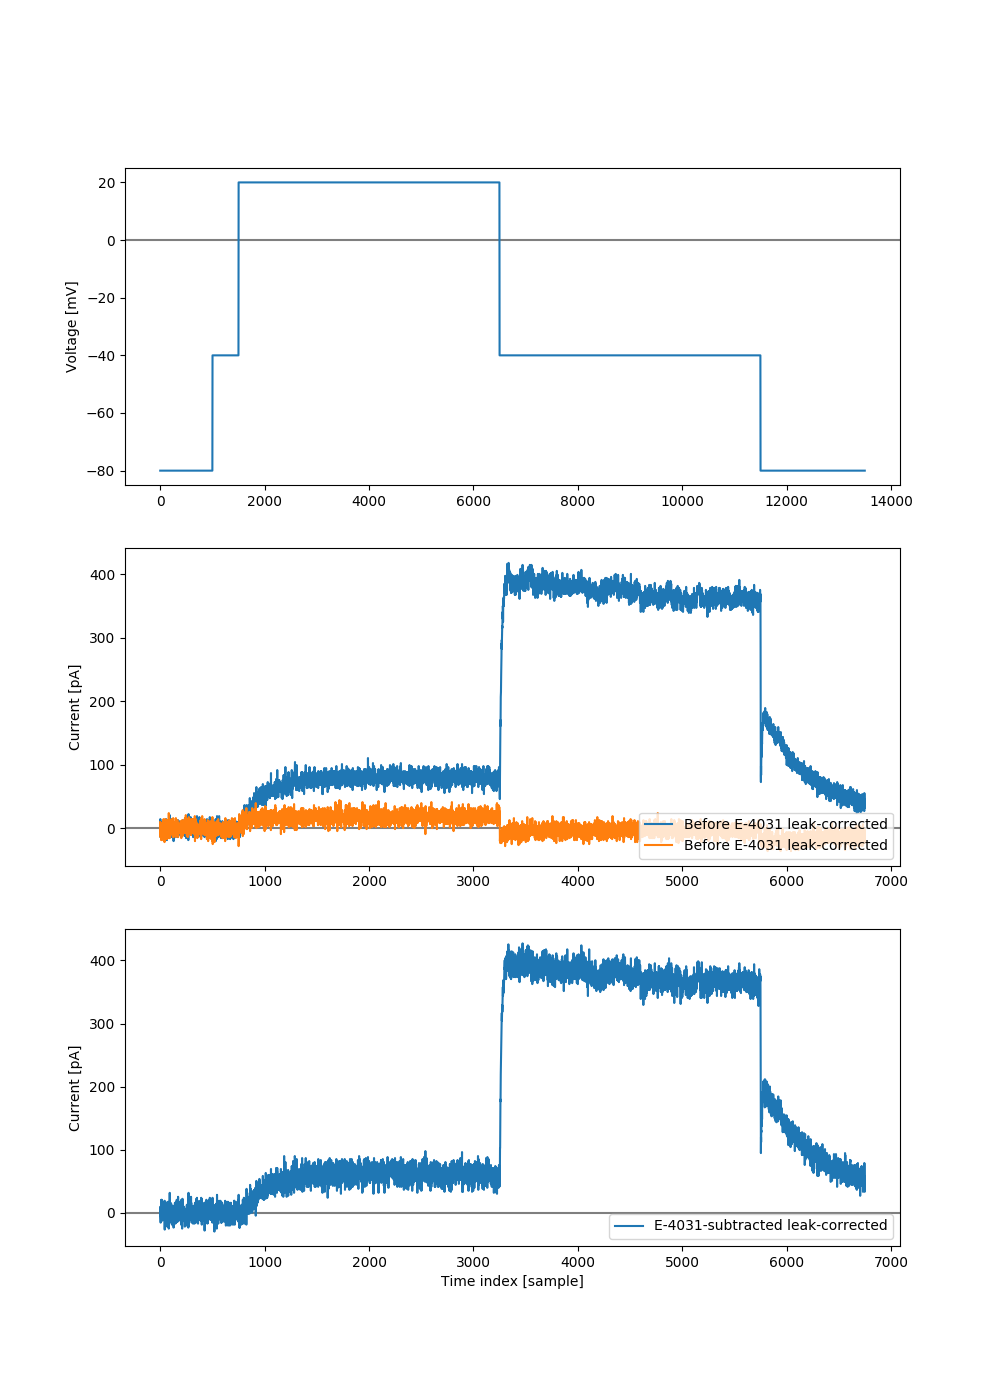 20
0
−20
−40
−60
−80
Voltage [mV]
0 2000 4000 6000 8000 10000 12000 14000
400
300
200
100
0
Current [pA]
Before E-4031 leak-corrected
Before E-4031 leak-corrected
0 1000 2000 3000 4000 5000 6000 7000
400
300
200
100
0
Current [pA]
E-4031-subtracted leak-corrected
0 1000 2000 3000 4000 5000 6000 7000
Time index [sample]